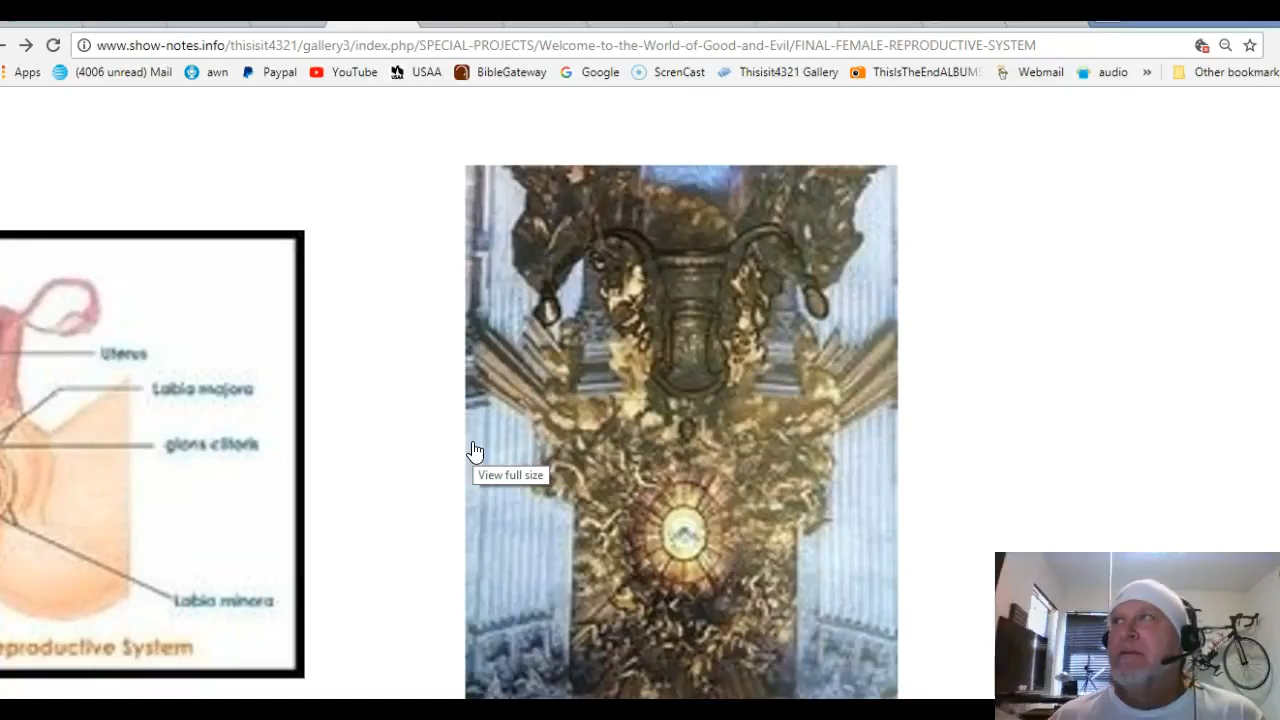 www.show-notes.info/thisisit4321/gallery3/index.php/SPECIAL-PROJECTS/Welcome-to-the-World-of-Good-and-Evil/FINAL-FEMALE-REPRODUCTIVE-SYSTEM
Apps (4006 unread) Mail awn Paypal YouTube USAA BibleGateway Google ScrenCast Thisisit4321 Gallery ThisIsTheEndALBUMS Webmail audio » Other bookmark
Uterus
Labia majora
glans clitoris
View full size
Labia minora
eproductive System